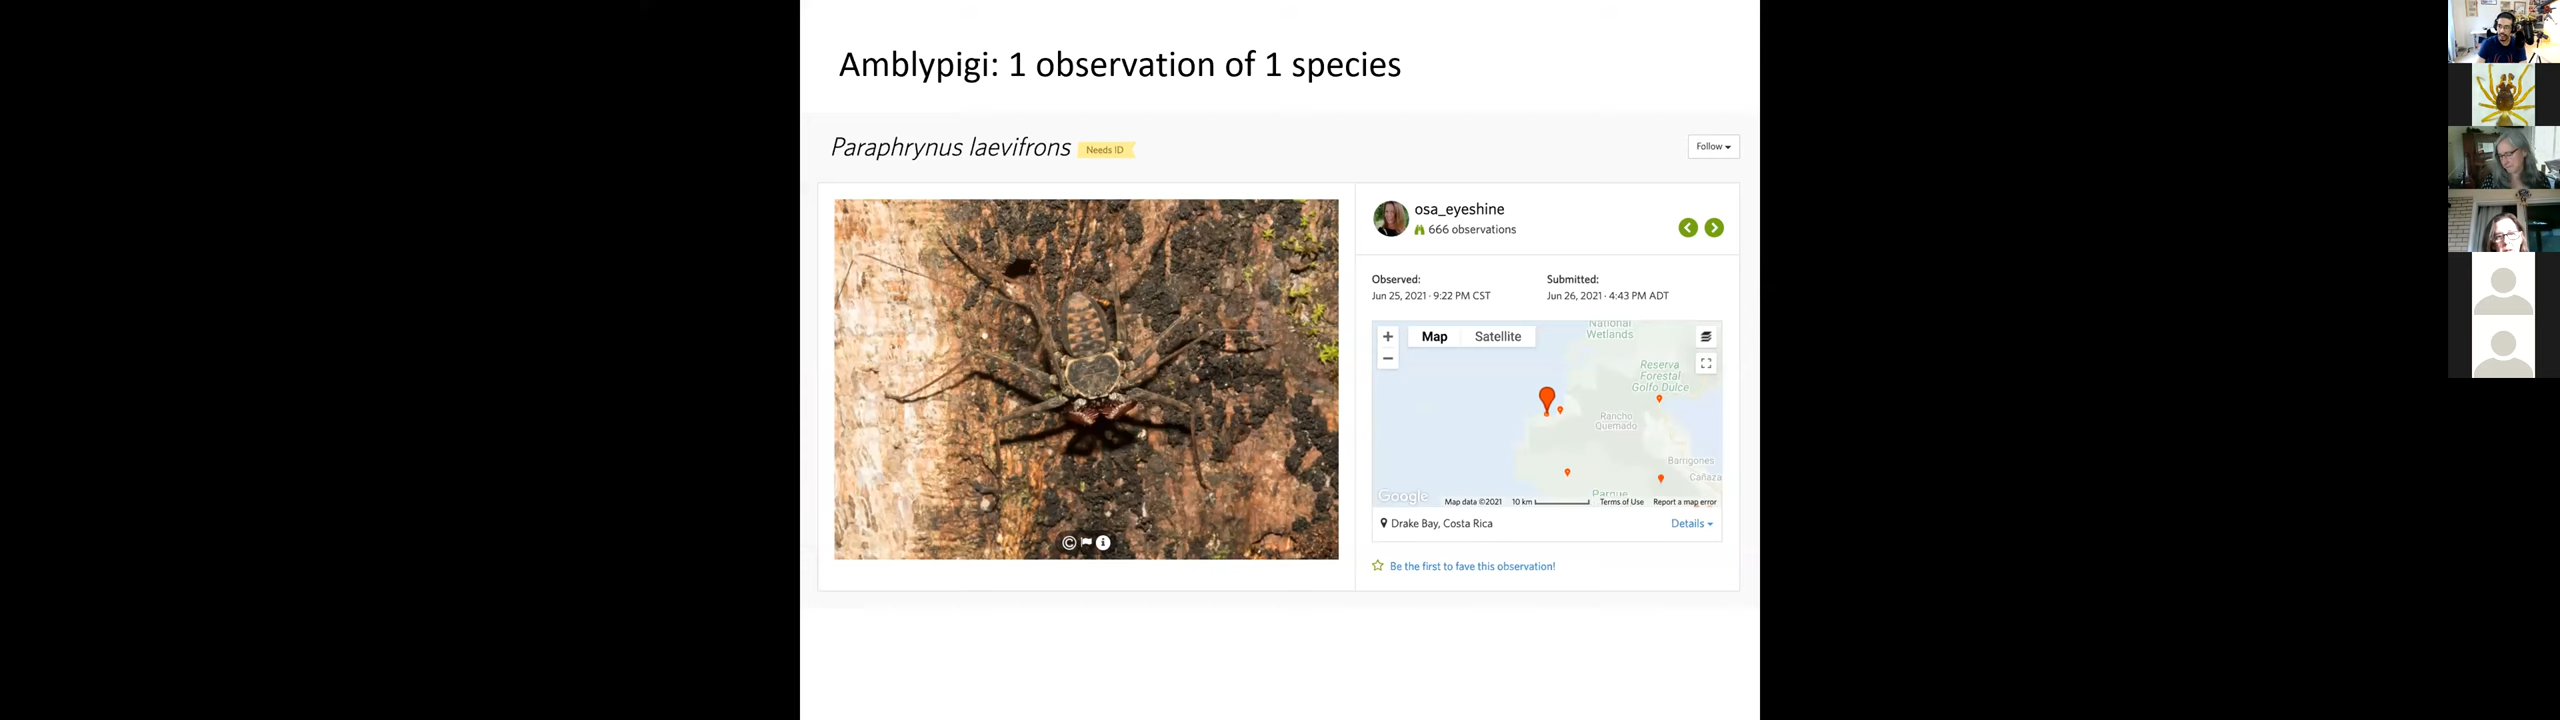 Amblypigi: 1 observation of 1 species
Paraphrynus laevifrons Needs ID
Follow
osa_eyeshine
666 observations
Observed:
Jun 25, 2021 · 9:22 PM CST
Submitted:
Jun 26, 2021 · 4:43 PM ADT
+
−
Map Satellite
National
Wetlands
Reserva
Forestal
Golfo Dulce
Rancho
Quemado
Barrigones
Cañaza
Parque
Google
Map data ©2021 10 km Terms of Use Report a map error
Drake Bay, Costa Rica
Details
Be the first to fave this observation!